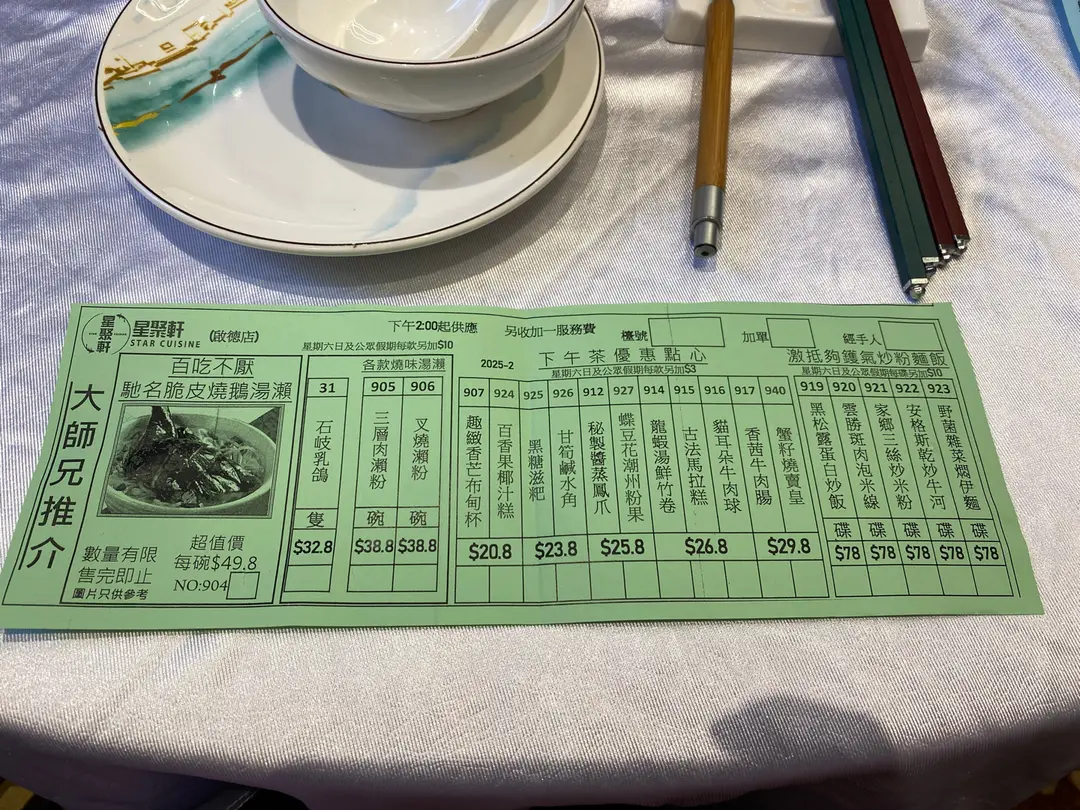 星聚軒
星聚軒
STAR CUISINE
(啟德店)
下午2:00起供應
另收加一服務費
檯號
加單
經手人
大師兄推介
百吃不厭
馳名脆皮燒鵝湯瀨
數量有限
售完即止
圖片只供參考
超值價
每碗$49.8
NO:904
星期六日及公眾假期每款另加$10
各款燒味湯瀨
31
石岐乳鴿
隻
$32.8
905
三層肉瀨粉
碗
$38.8
906
叉燒瀨粉
碗
$38.8
2025-2
下午茶優惠點心
星期六日及公眾假期每款另加$3
907
趣緻香芒布甸杯
924
百香果椰汁糕
$20.8
925
黑糖滋粑
926
甘筍鹹水角
$23.8
912
秘製醬蒸鳳爪
927
蝶豆花潮州粉果
$25.8
914
龍蝦湯鮮竹卷
915
古法馬拉糕
916
貓耳朵牛肉球
$26.8
917
香茜牛肉腸
940
蟹籽燒賣皇
$29.8
激抵夠鑊氣炒粉麵飯
星期六日及公眾假期每碟另加$10
919
黑松露蛋白炒飯
碟
$78
920
雲勝斑肉泡米線
碟
$78
921
家鄉三絲炒米粉
碟
$78
922
安格斯乾炒牛河
碟
$78
923
野菌雜菜燜伊麵
碟
$78